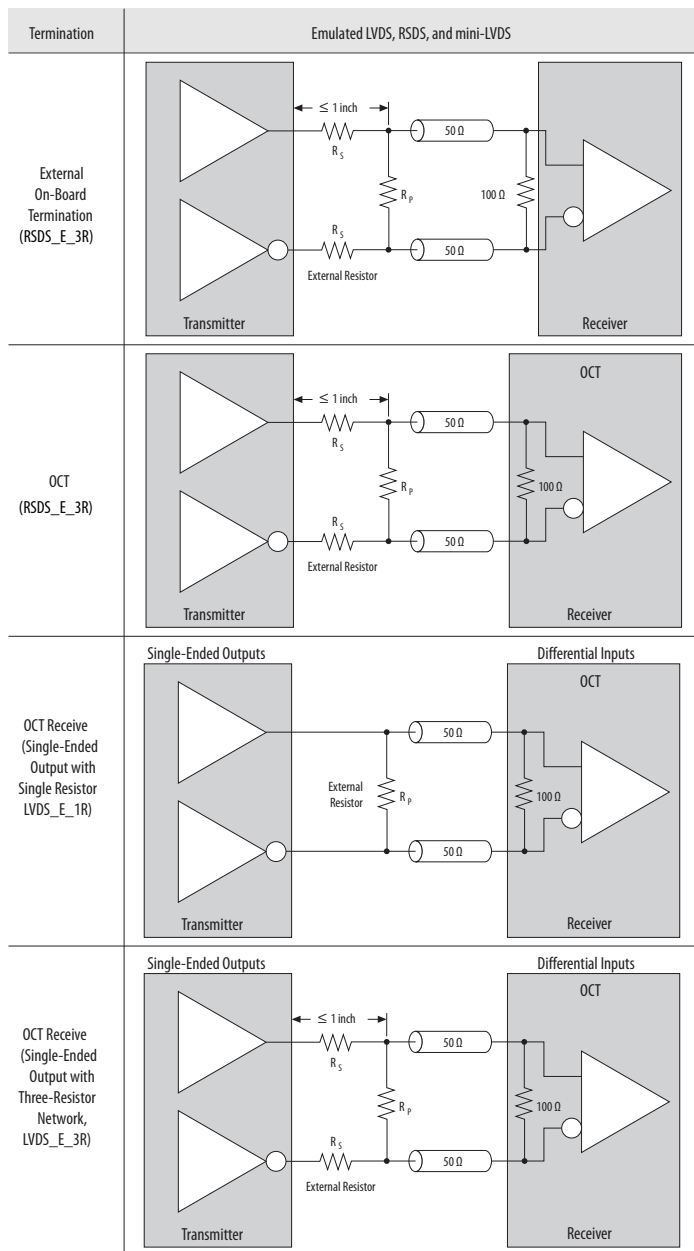 Termination
Emulated LVDS, RSDS, and mini-LVDS
External
On-Board
Termination
(RSDS_E_3R)
≤ 1 inch
R S
50 Ω
R P
100 Ω
R S
50 Ω
External Resistor
Transmitter
Receiver
OCT
(RSDS_E_3R)
OCT
≤ 1 inch
R S
50 Ω
R P
100 Ω
R S
50 Ω
External Resistor
Transmitter
Receiver
OCT Receive
(Single-Ended
Output with
Single Resistor
LVDS_E_1R)
Single-Ended Outputs
Differential Inputs
OCT
50 Ω
External
Resistor
R P
100 Ω
50 Ω
Transmitter
Receiver
OCT Receive
(Single-Ended
Output with
Three-Resistor
Network,
LVDS_E_3R)
Single-Ended Outputs
Differential Inputs
OCT
≤ 1 inch
R S
50 Ω
R P
100 Ω
R S
50 Ω
External Resistor
Transmitter
Receiver